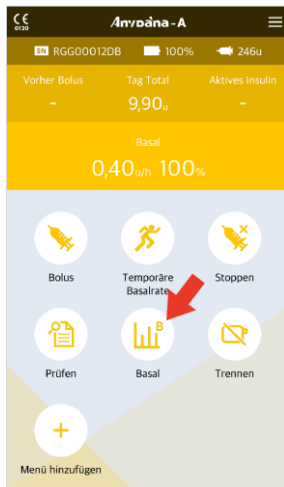 CE
0120
AnyDana-A
SN RGG00012DB 100% 246u
Vorher Bolus Tag Total Aktives Insulin
- 9,90u -
Basal
0,40u/h 100%
Bolus Temporäre Basalrate Stoppen
Prüfen B Basal Trennen
+
Menü hinzufügen